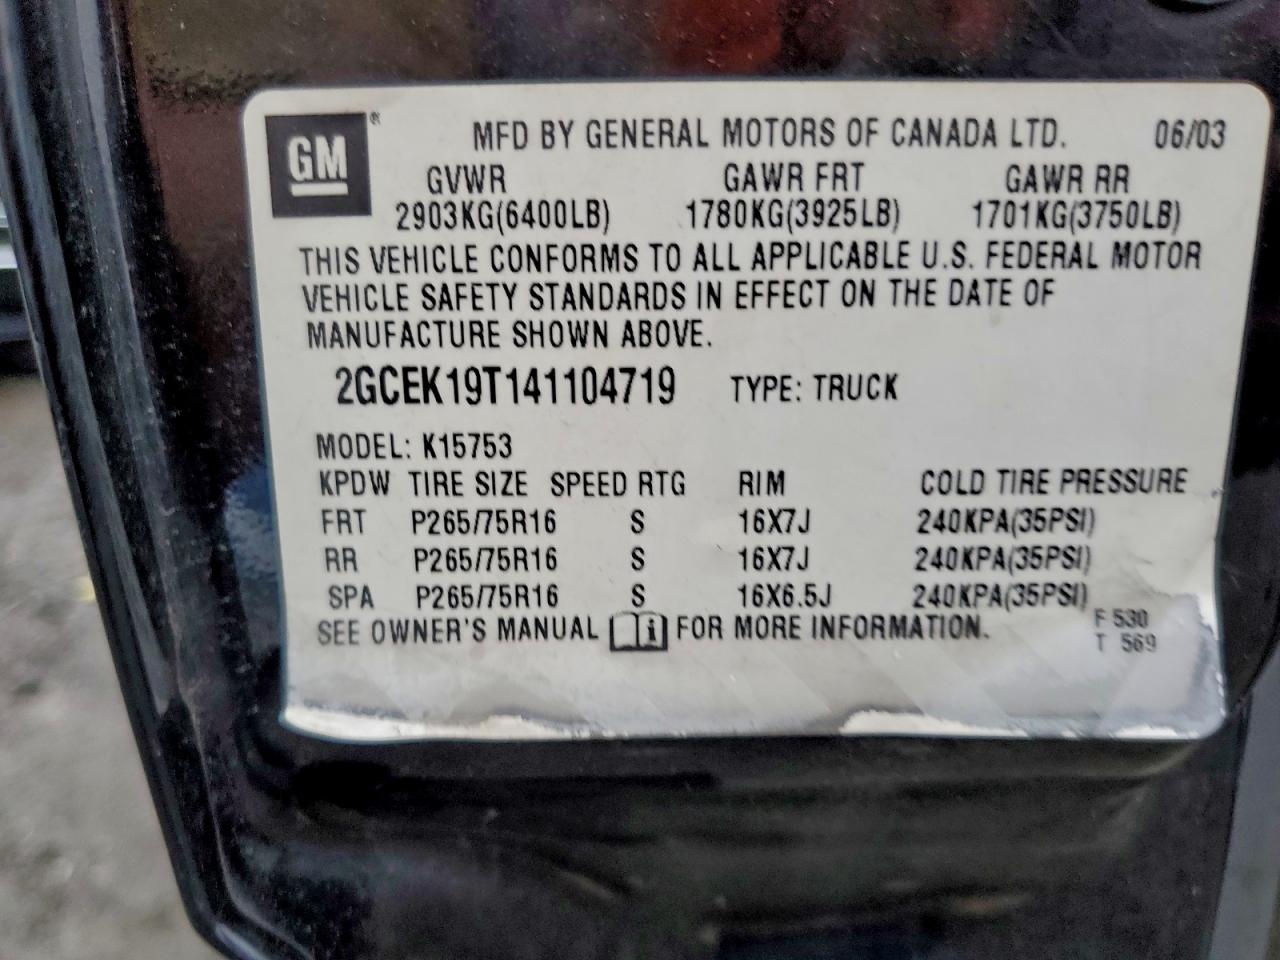 GM ®
MFD BY GENERAL MOTORS OF CANADA LTD. 06/03
GVWR GAWR FRT GAWR RR
2903KG(6400LB) 1780KG(3925LB) 1701KG(3750LB)
THIS VEHICLE CONFORMS TO ALL APPLICABLE U.S. FEDERAL MOTOR
VEHICLE SAFETY STANDARDS IN EFFECT ON THE DATE OF
MANUFACTURE SHOWN ABOVE.
2GCEK19T141104719 TYPE: TRUCK
MODEL: K15753
KPDW TIRE SIZE SPEED RTG RIM COLD TIRE PRESSURE
FRT P265/75R16 S 16X7J 240KPA(35PSI)
RR P265/75R16 S 16X7J 240KPA(35PSI)
SPA P265/75R16 S 16X6.5J 240KPA(35PSI)
SEE OWNER'S MANUAL i FOR MORE INFORMATION. F 530
T 569